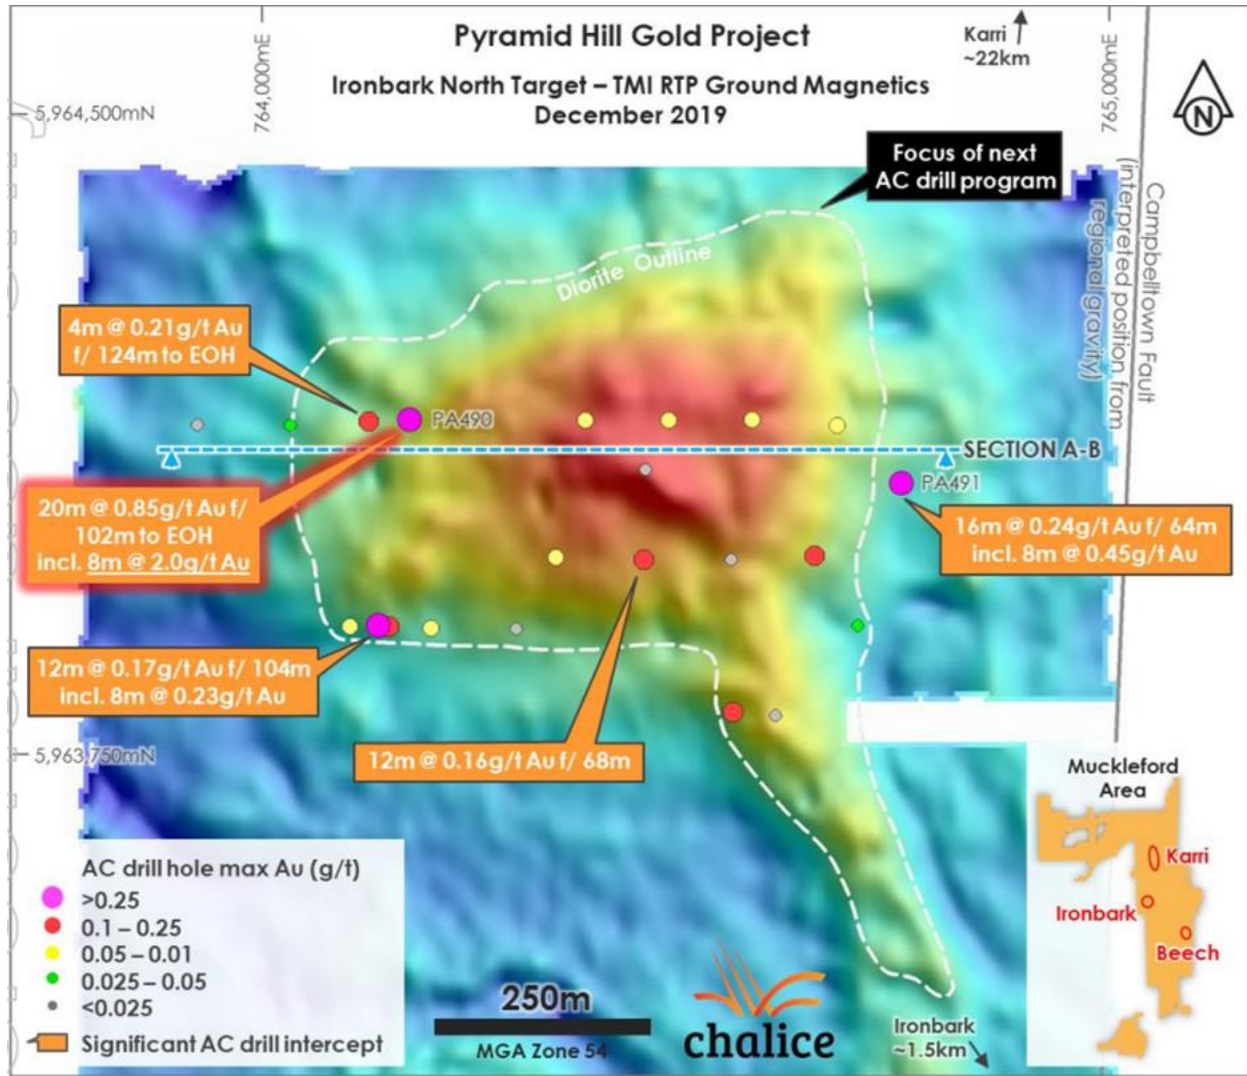 Pyramid Hill Gold Project
Ironbark North Target – TMI RTP Ground Magnetics
December 2019
Karri
~22km
N
764,000mE
765,000mE
5,964,500mN
Focus of next
AC drill program
Campbelltown Fault
(interpreted position from
regional gravity)
Diorite Outline
4m @ 0.21g/t Au
f/ 124m to EOH
PA490
SECTION A-B
PA491
20m @ 0.85g/t Au f/
102m to EOH
incl. 8m @ 2.0g/t Au
16m @ 0.24g/t Au f/ 64m
incl. 8m @ 0.45g/t Au
12m @ 0.17g/t Au f/ 104m
incl. 8m @ 0.23g/t Au
12m @ 0.16g/t Au f/ 68m
5,963,750mN
Muckleford
Area
Karri
Ironbark
Beech
AC drill hole max Au (g/t)
>0.25
0.1 – 0.25
0.05 – 0.01
0.025 – 0.05
<0.025
Significant AC drill intercept
250m
MGA Zone 54
chalice
Ironbark
~1.5km